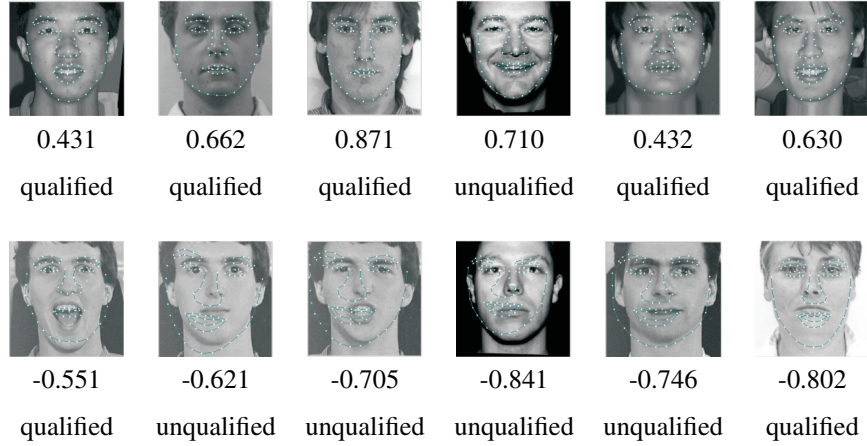 0.431 0.662 0.871 0.710 0.432 0.630
qualified qualified qualified unqualified qualified qualified
-0.551 -0.621 -0.705 -0.841 -0.746 -0.802
qualified unqualified unqualified unqualified unqualified qualified